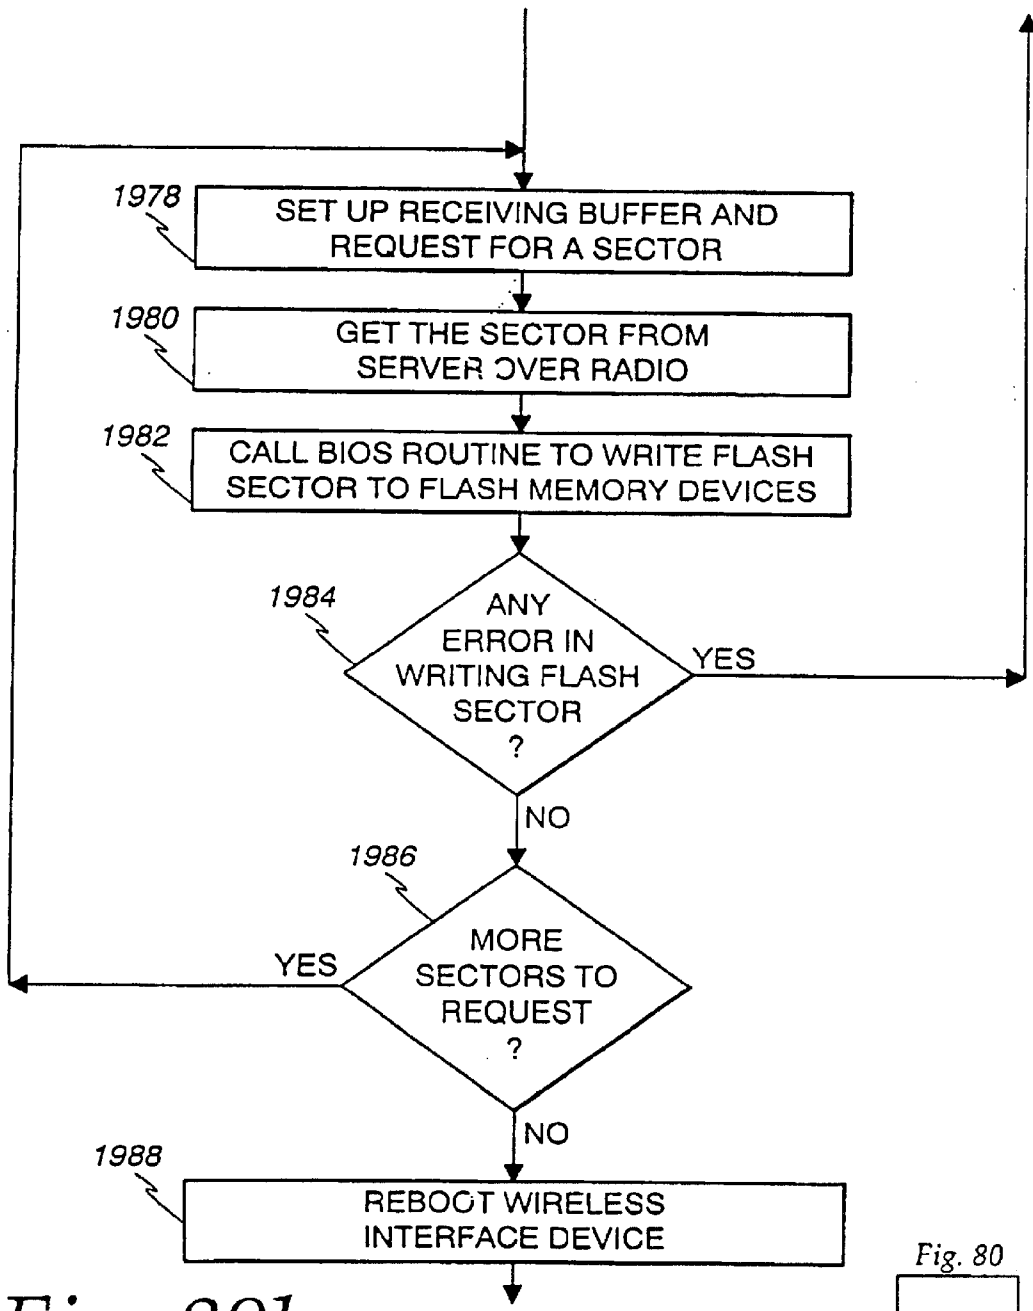 1978
SET UP RECEIVING BUFFER AND
REQUEST FOR A SECTOR
1980
GET THE SECTOR FROM
SERVER OVER RADIO
1982
CALL BIOS ROUTINE TO WRITE FLASH
SECTOR TO FLASH MEMORY DEVICES
1984
ANY
ERROR IN
WRITING FLASH
SECTOR
?
YES
NO
1986
MORE
SECTORS TO
REQUEST
?
YES
NO
1988
REBOOT WIRELESS
INTERFACE DEVICE
Fig. 80